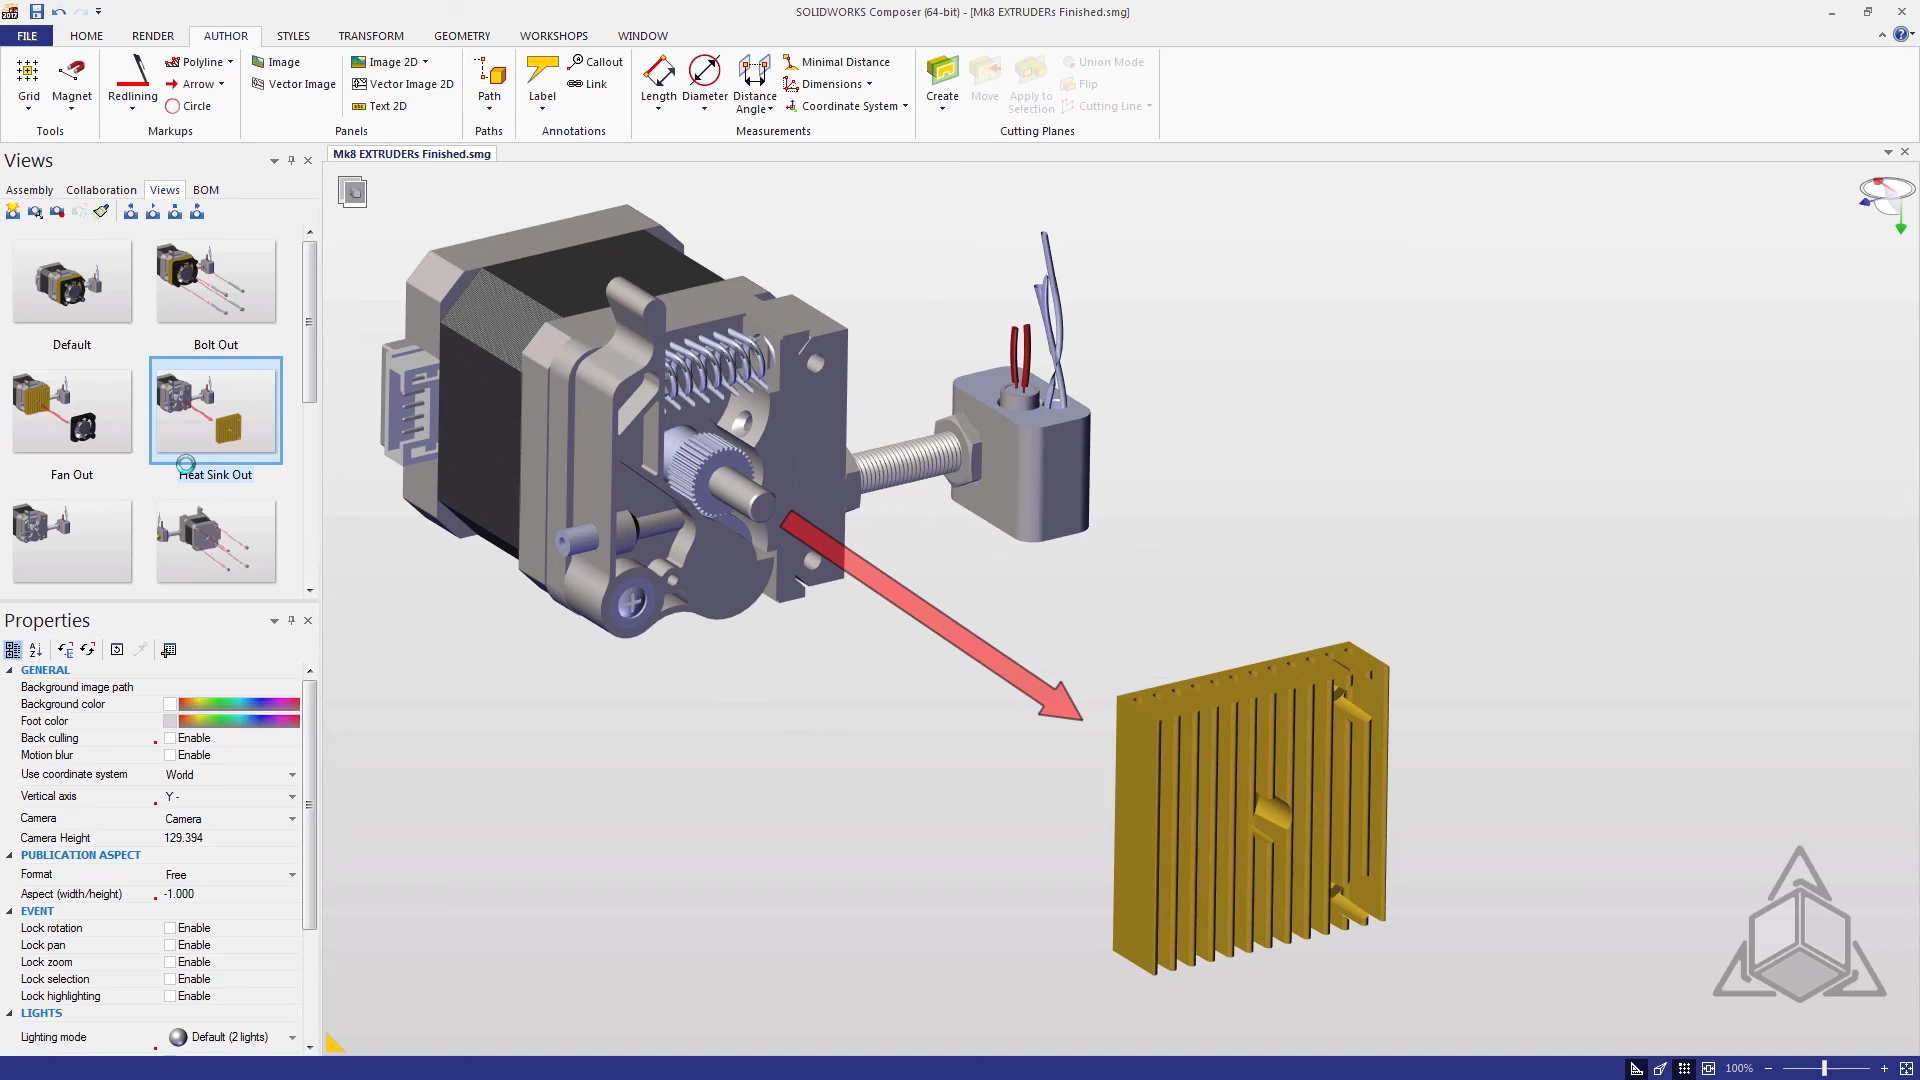 SOLIDWORKS Composer (64-bit) - [Mk8 EXTRUDERs Finished.smg]
FILE HOME RENDER AUTHOR STYLES TRANSFORM GEOMETRY WORKSHOPS WINDOW
Grid
Magnet
Tools
Redlining
Polyline
Arrow
Circle
Markups
Image
Vector Image
Image 2D
Vector Image 2D
Text 2D
Panels
Path
Paths
Label
Callout
Link
Annotations
Length
Diameter
Distance
Angle
Minimal Distance
Dimensions
Coordinate System
Measurements
Create
Move
Apply to
Selection
Union Mode
Flip
Cutting Line
Cutting Planes
Views
Assembly Collaboration Views BOM
Default
Bolt Out
Fan Out
Heat Sink Out
Mk8 EXTRUDERs Finished.smg
Properties
GENERAL
Background image path
Background color
Foot color
Back culling Enable
Motion blur Enable
Use coordinate system World
Vertical axis Y -
Camera Camera
Camera Height 129.394
PUBLICATION ASPECT
Format Free
Aspect (width/height) -1.000
EVENT
Lock rotation Enable
Lock pan Enable
Lock zoom Enable
Lock selection Enable
Lock highlighting Enable
LIGHTS
Lighting mode Default (2 lights)
100%